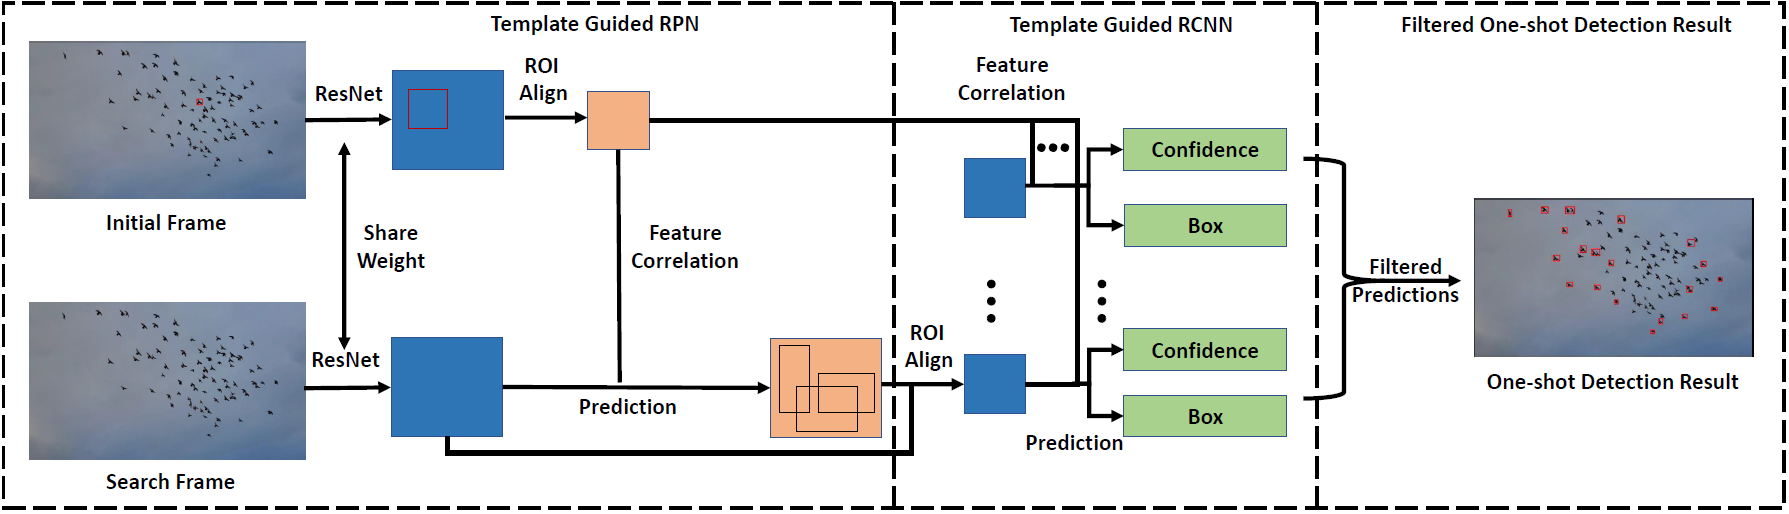 Template Guided RPN
Template Guided RCNN
Filtered One-shot Detection Result
ResNet
ROI
Align
Feature
Correlation
Confidence
Initial Frame
Share
Weight
Feature
Correlation
Box
Filtered
Predictions
ResNet
Prediction
ROI
Align
Confidence
Box
Prediction
One-shot Detection Result
Search Frame